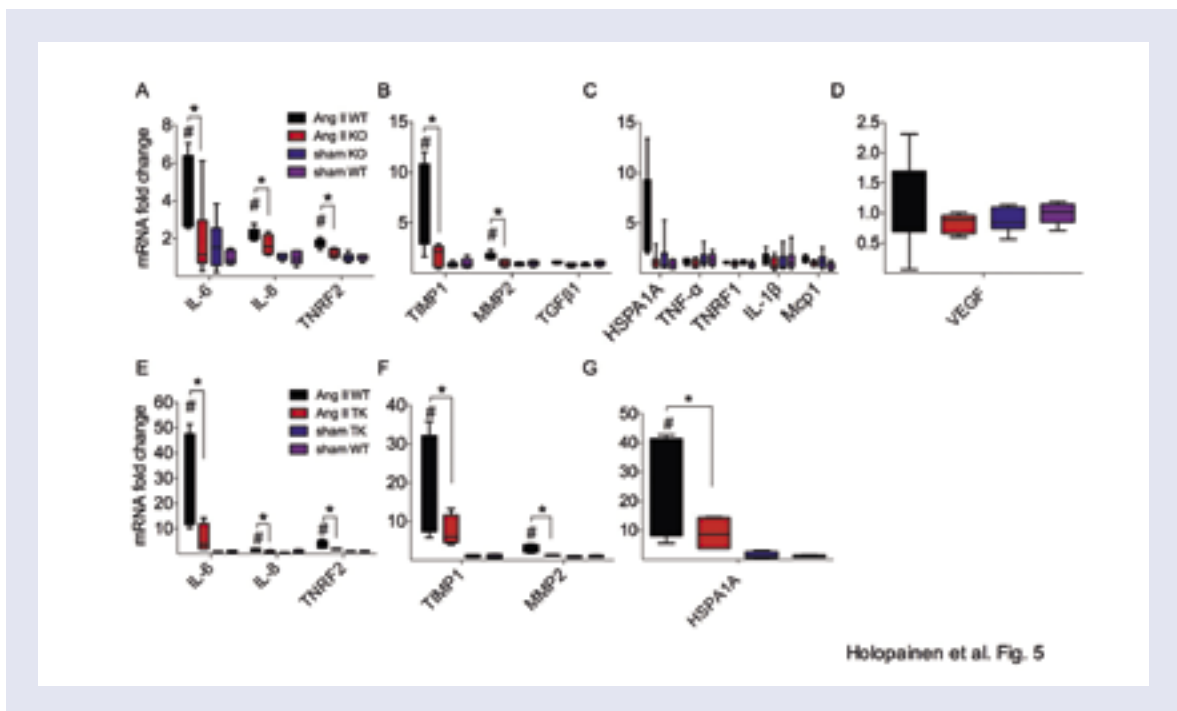 A
B
C
D
mRNA fold change
8
6
4
2
#
*
#
*
#
*
Ang II WT
Ang II KO
sham KO
sham WT
IL-6
IL-8
TNRF2
15
10
5
#
*
#
*
TIMP1
MMP2
TGFβ1
15
10
5
HSPA1A
TNF-α
TNRF1
IL-1β
Mcp1
2.5
2.0
1.5
1.0
0.5
VEGF
E
F
G
mRNA fold change
60
50
40
30
20
10
#
*
#
*
#
*
Ang II WT
Ang II TK
sham TK
sham WT
IL-6
IL-8
TNRF2
40
30
20
10
#
*
#
*
TIMP1
MMP2
50
40
30
20
10
#
*
HSPA1A
Holopainen et al. Fig. 5